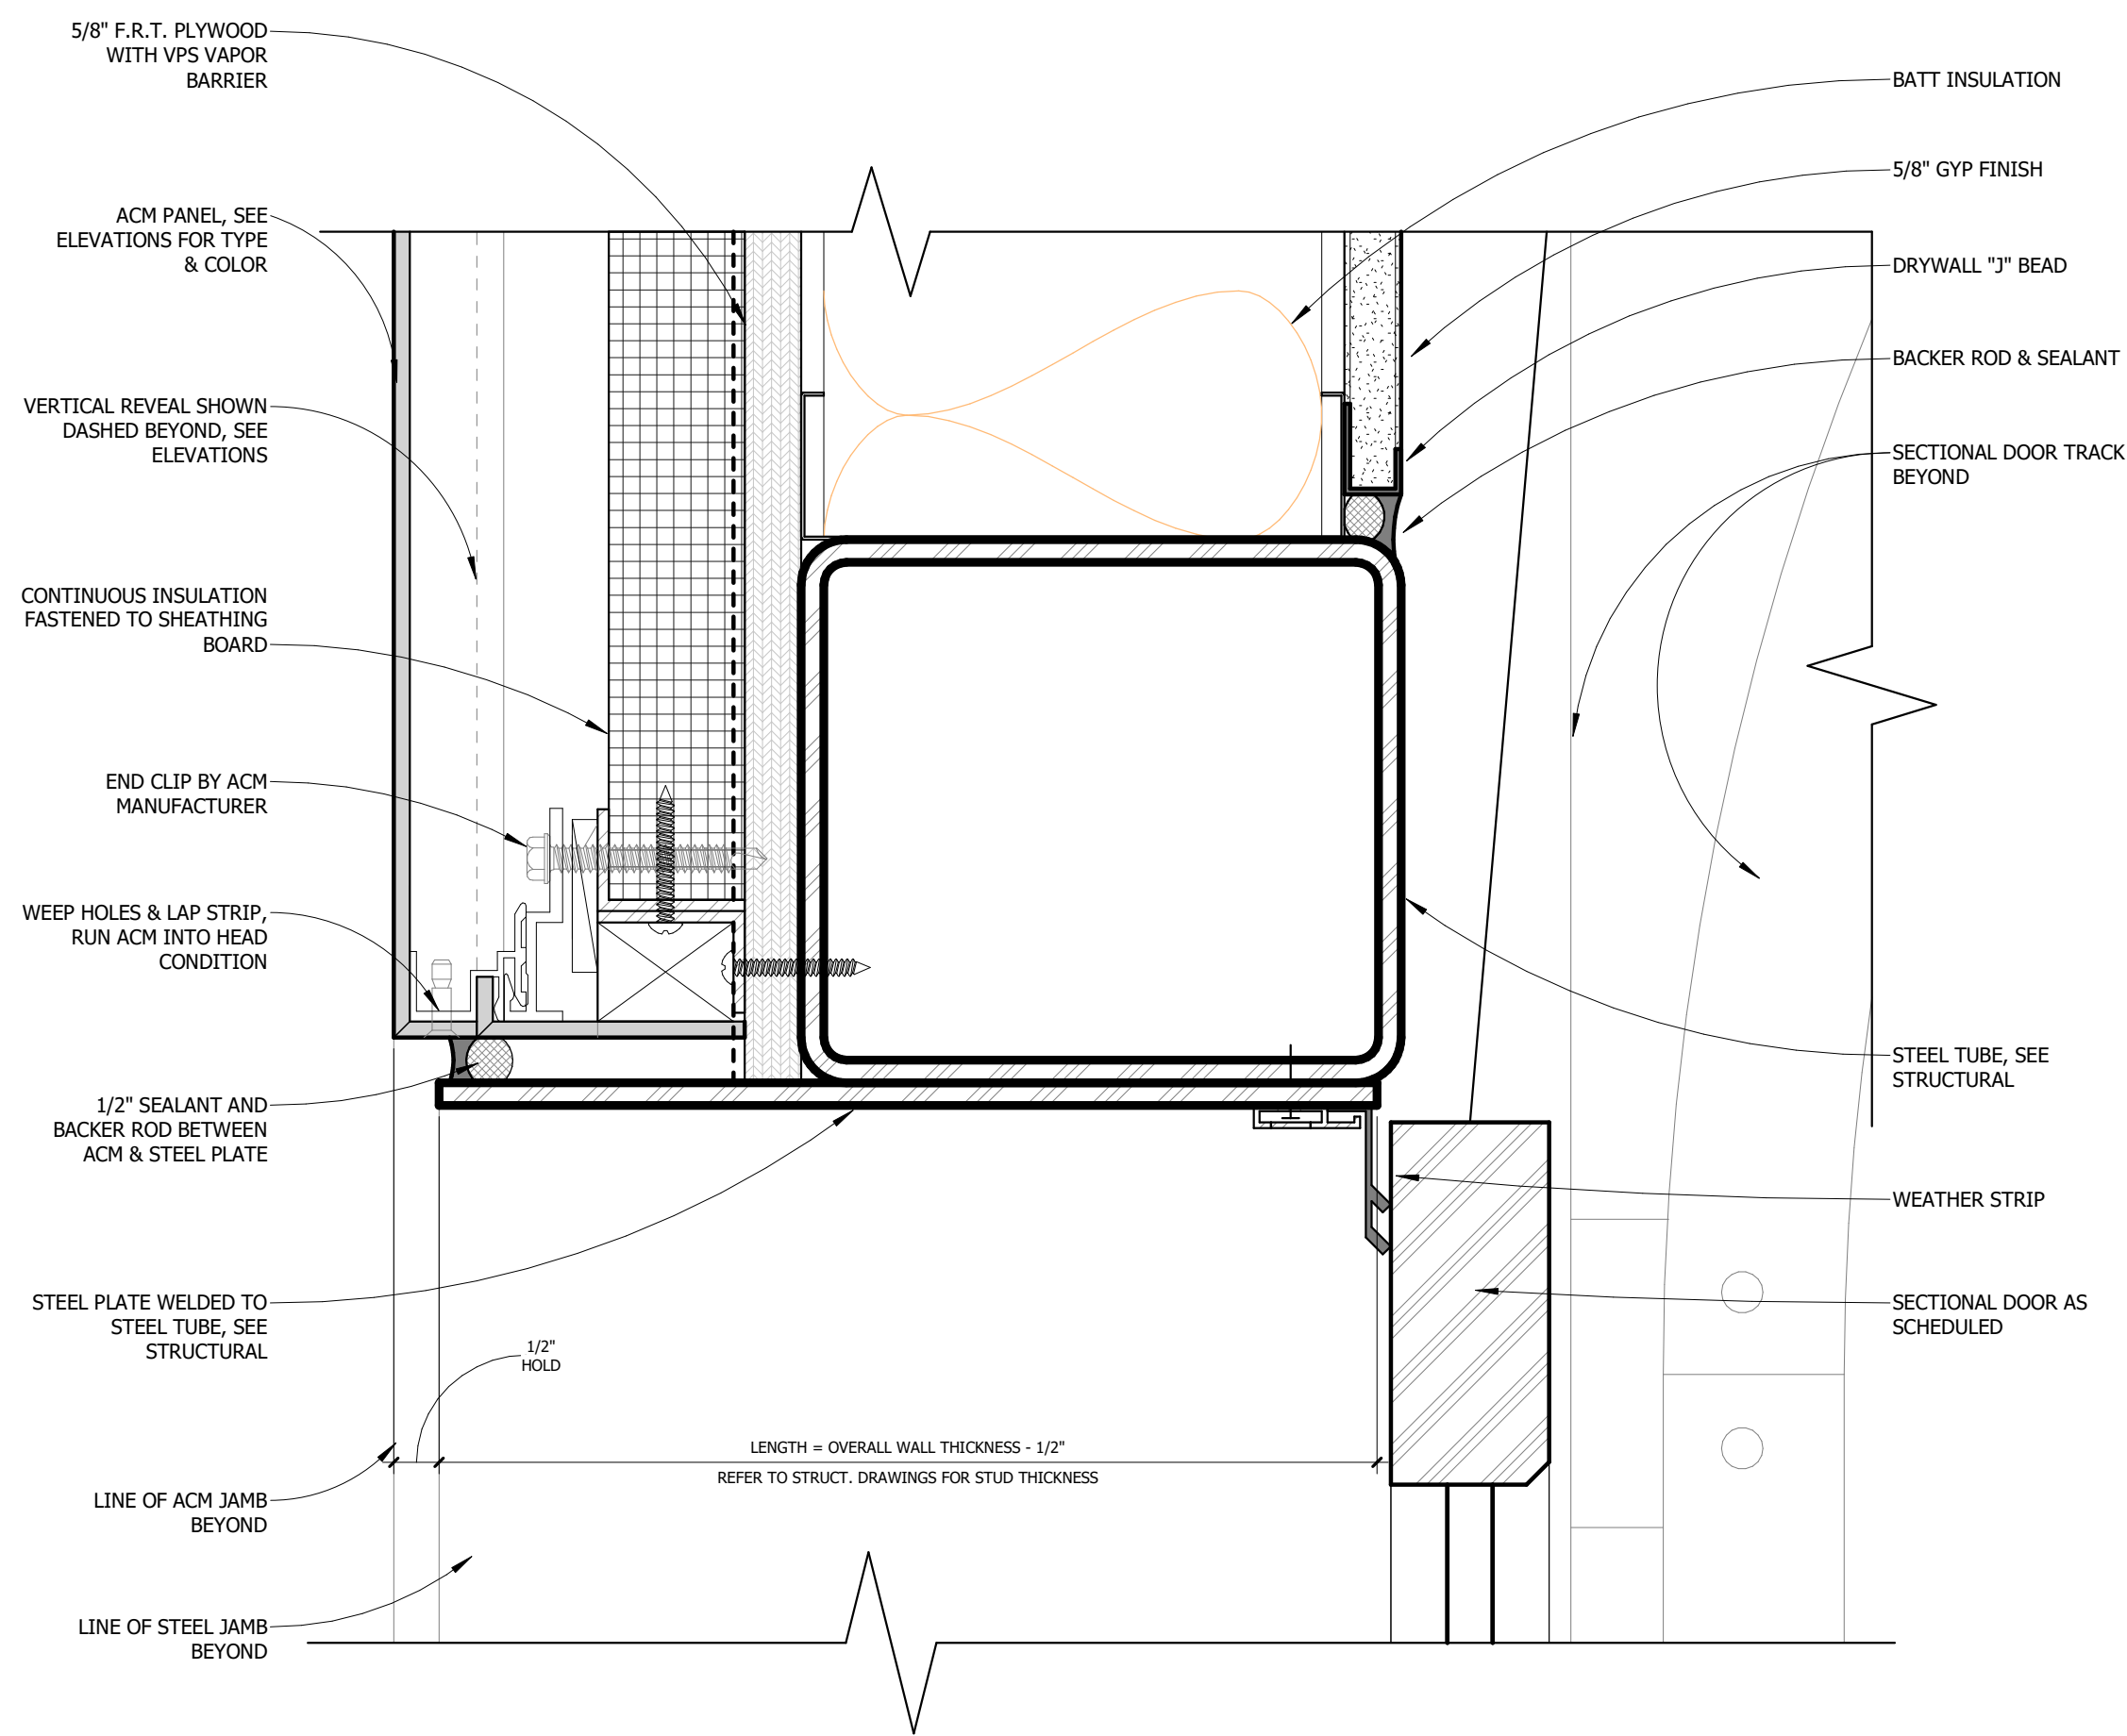 5/8" F.R.T. PLYWOOD
WITH VPS VAPOR
BARRIER
ACM PANEL, SEE
ELEVATIONS FOR TYPE
& COLOR
VERTICAL REVEAL SHOWN
DASHED BEYOND, SEE
ELEVATIONS
CONTINUOUS INSULATION
FASTENED TO SHEATHING
BOARD
END CLIP BY ACM
MANUFACTURER
WEEP HOLES & LAP STRIP,
RUN ACM INTO HEAD
CONDITION
1/2" SEALANT AND
BACKER ROD BETWEEN
ACM & STEEL PLATE
STEEL PLATE WELDED TO
STEEL TUBE, SEE
STRUCTURAL
1/2"
HOLD
LENGTH = OVERALL WALL THICKNESS - 1/2"
REFER TO STRUCT. DRAWINGS FOR STUD THICKNESS
LINE OF ACM JAMB
BEYOND
LINE OF STEEL JAMB
BEYOND
BATT INSULATION
5/8" GYP FINISH
DRYWALL "J" BEAD
BACKER ROD & SEALANT
SECTIONAL DOOR TRACK
BEYOND
STEEL TUBE, SEE
STRUCTURAL
WEATHER STRIP
SECTIONAL DOOR AS
SCHEDULED